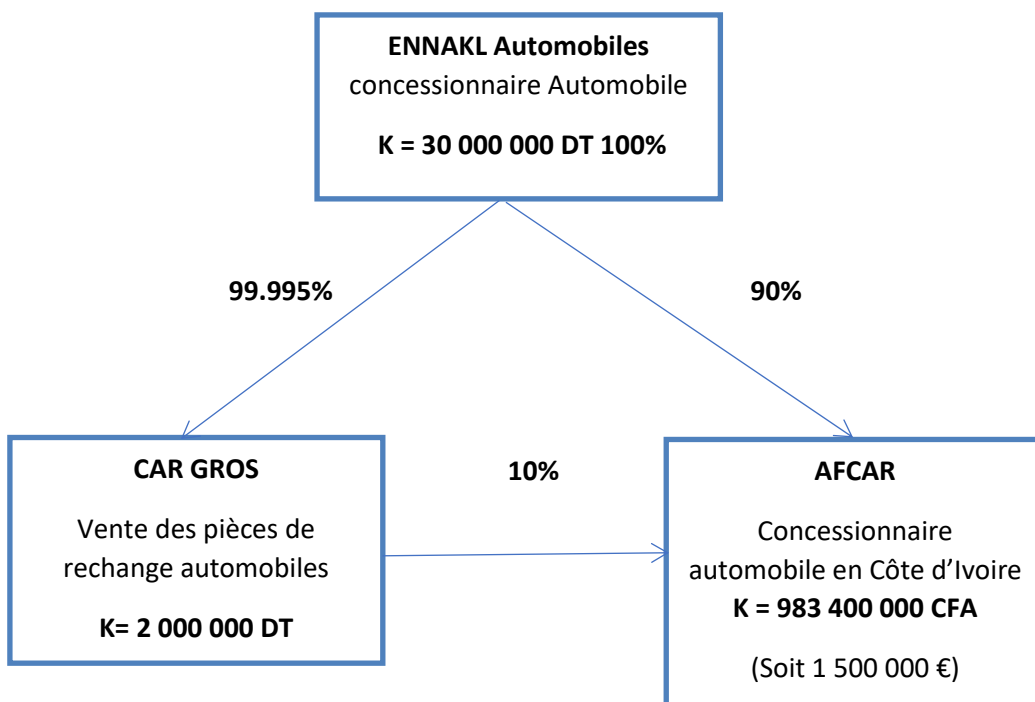 ENNAKL Automobiles
concessionnaire Automobile
K = 30 000 000 DT 100%
99.995%
90%
CAR GROS
Vente des pièces de
rechange automobiles
K= 2 000 000 DT
10%
AFCAR
Concessionnaire
automobile en Côte d’Ivoire
K = 983 400 000 CFA
(Soit 1 500 000 €)